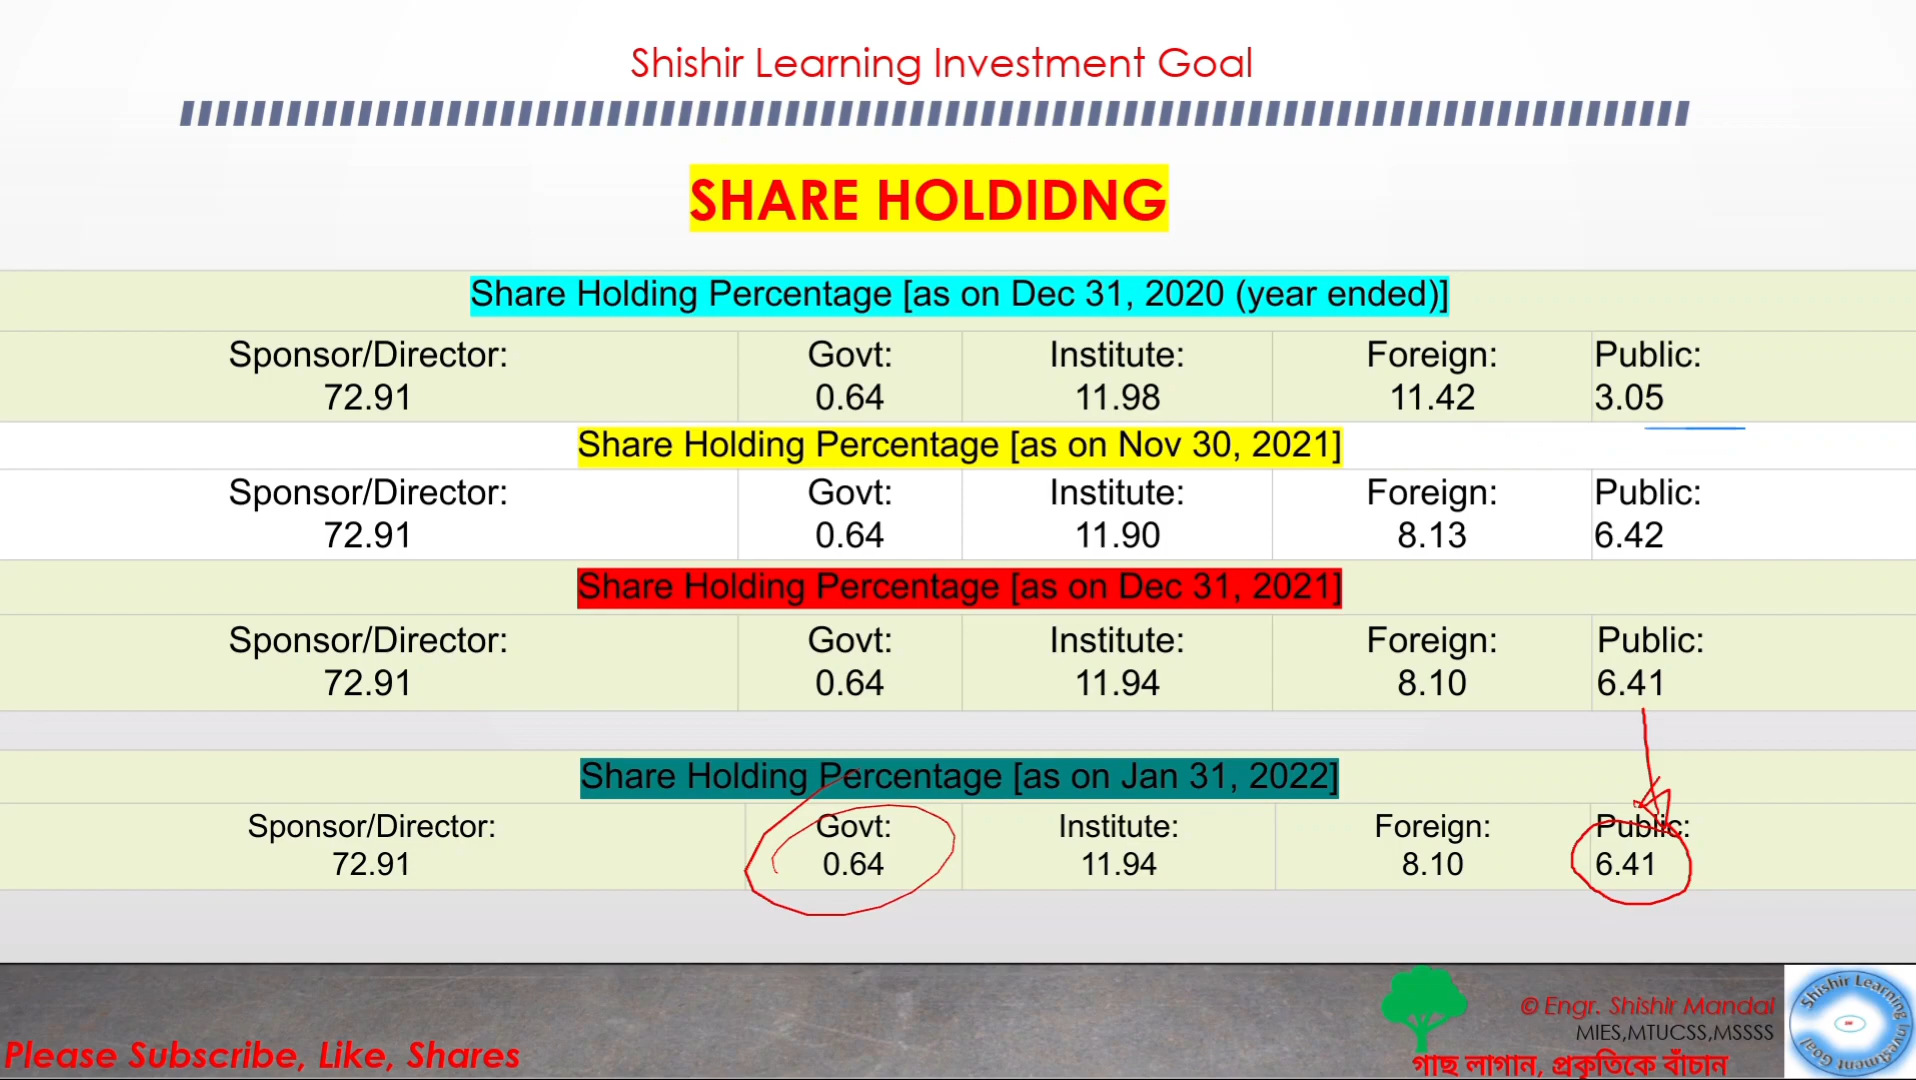 Shishir Learning Investment Goal
SHARE HOLDIDNG
Share Holding Percentage [as on Dec 31, 2020 (year ended)]
Sponsor/Director: Govt: Institute: Foreign: Public:
72.91 0.64 11.98 11.42 3.05
Share Holding Percentage [as on Nov 30, 2021]
Sponsor/Director: Govt: Institute: Foreign: Public:
72.91 0.64 11.90 8.13 6.42
Share Holding Percentage [as on Dec 31, 2021]
Sponsor/Director: Govt: Institute: Foreign: Public:
72.91 0.64 11.94 8.10 6.41
Share Holding Percentage [as on Jan 31, 2022]
Sponsor/Director: Govt: Institute: Foreign: Public:
72.91 0.64 11.94 8.10 6.41
© Engr. Shishir Mandal
MIES,MTUCSS,MSSSS
গাছ লাগান, প্রকৃতিকে বাঁচান
Please Subscribe, Like, Shares
Shishir Learning Investment Goal